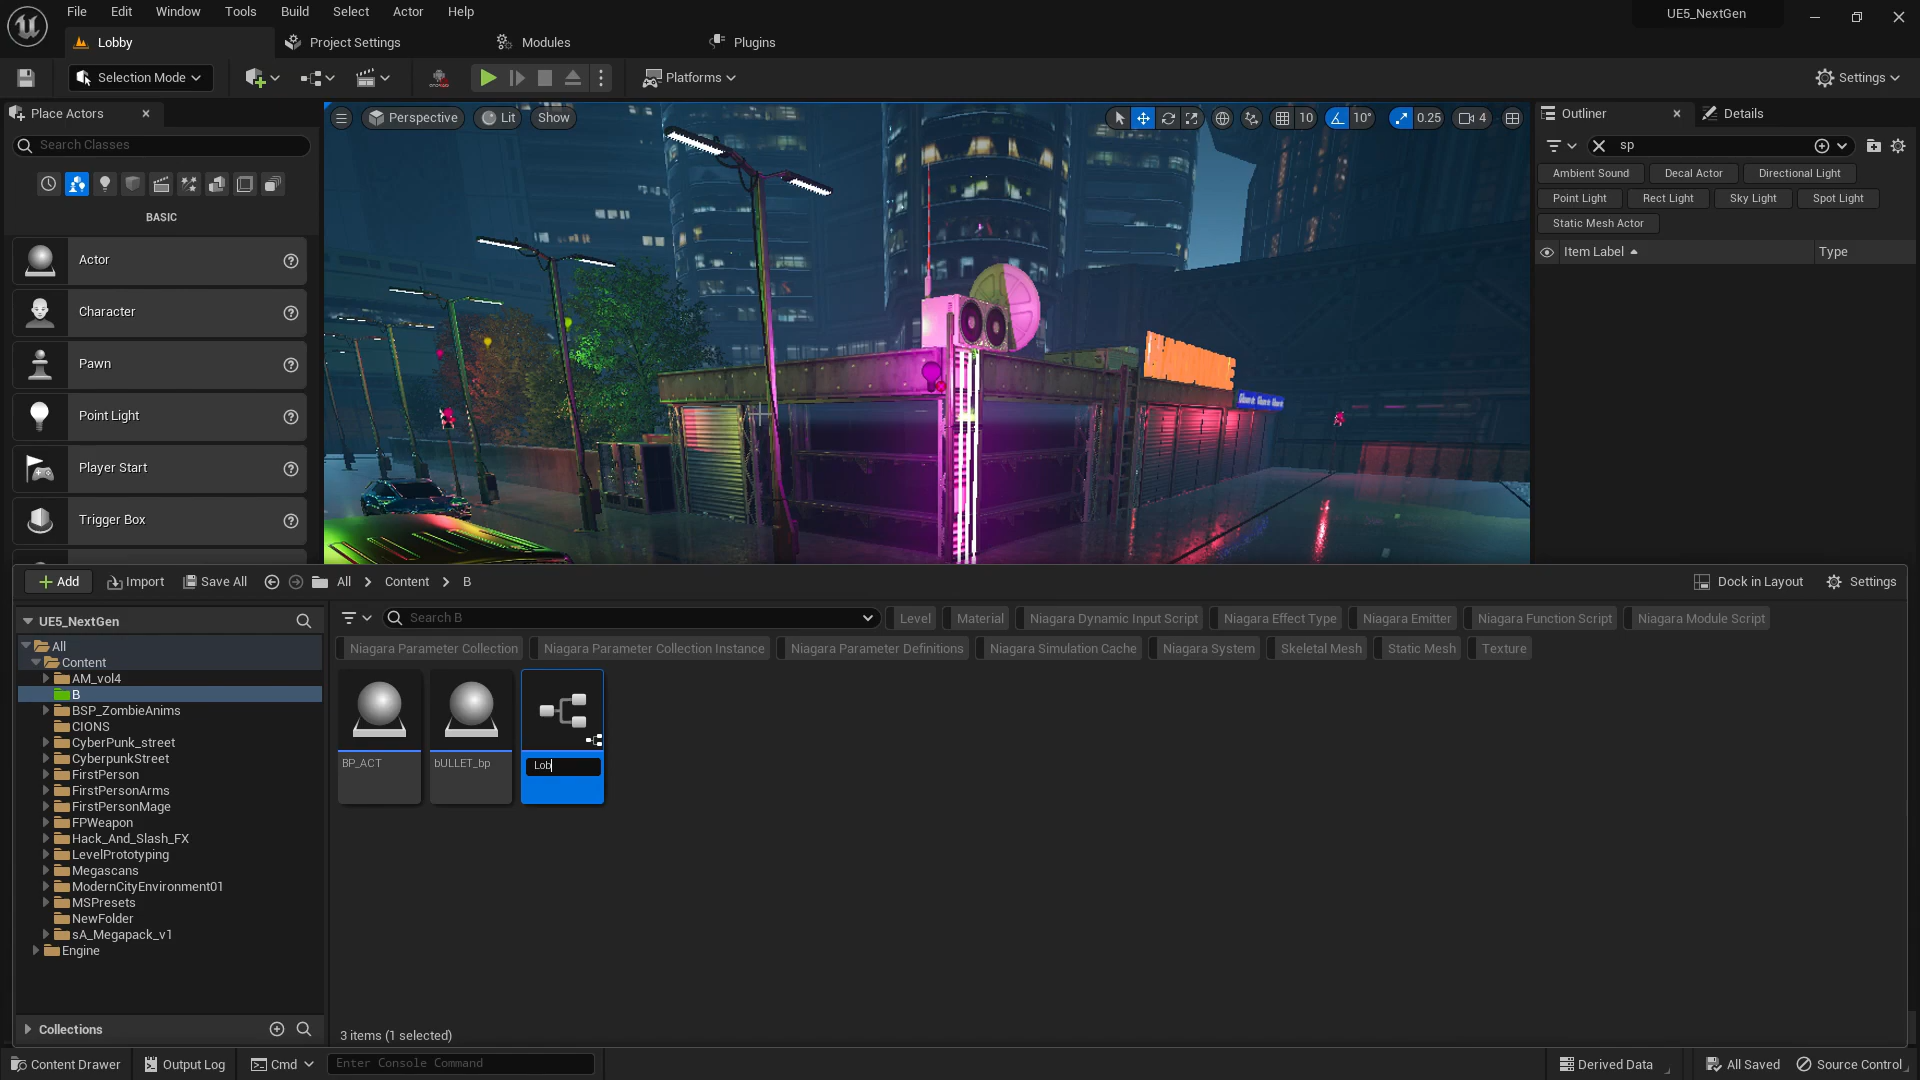 File Edit Window Tools Build Select Actor Help
UE5_NextGen
Lobby Project Settings Modules Plugins
Selection Mode Platforms Settings
Place Actors
Search Classes
BASIC
Actor
Character
Pawn
Point Light
Player Start
Trigger Box
Perspective Lit Show 10 10° 0.25 4
Outliner Details
sp
Ambient Sound Decal Actor Directional Light
Point Light Rect Light Sky Light Spot Light
Static Mesh Actor
Item Label Type
Add Import Save All All Content B Dock in Layout Settings
UE5_NextGen
All
Content
AM_vol4
B
BSP_ZombieAnims
CIONS
CyberPunk_street
CyberpunkStreet
FirstPerson
FirstPersonArms
FirstPersonMage
FPWeapon
Hack_And_Slash_FX
LevelPrototyping
Megascans
ModernCityEnvironment01
MSPresets
NewFolder
sA_Megapack_v1
Engine
Collections
Search B Level Material Niagara Dynamic Input Script Niagara Effect Type Niagara Emitter Niagara Function Script Niagara Module Script
Niagara Parameter Collection Niagara Parameter Collection Instance Niagara Parameter Definitions Niagara Simulation Cache Niagara System Skeletal Mesh Static Mesh Texture
BP_ACT bULLET_bp Lob
3 items (1 selected)
Content Drawer Output Log Cmd Enter Console Command Derived Data All Saved Source Control